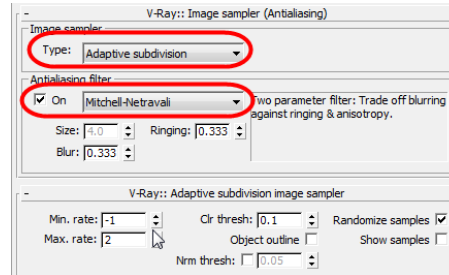 - V-Ray:: Image sampler (Antialiasing)
Image sampler
Type: Adaptive subdivision
Antialiasing filter
On Mitchell-Netravali Two parameter filter: Trade off blurring
against ringing & anisotropy.
Size: 4.0 Ringing: 0.333
Blur: 0.333
- V-Ray:: Adaptive subdivision image sampler
Min. rate: -1 Clr thresh: 0.1 Randomize samples
Max. rate: 2 Object outline Show samples
Nrm thresh: 0.05